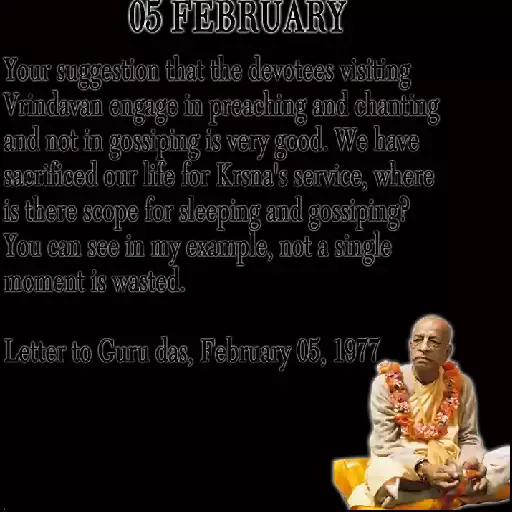 05 FEBRUARY
Your suggestion that the devotees visiting
Vrindavan engage in preaching and chanting
and not in gossiping is very good. We have
sacrificed our life for Krsna's service, where
is there scope for sleeping and gossiping?
You can see in my example, not a single
moment is wasted.
Letter to Guru das, February 05, 1977